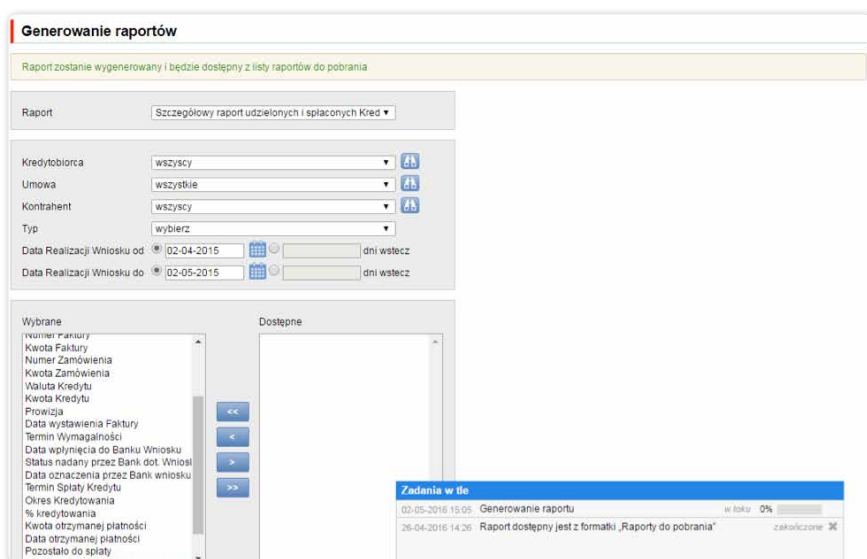 Generowanie raportów
Raport zostanie wygenerowany i będzie dostępny z listy raportów do pobrania
Raport Szczegółowy raport udzielonych i spłaconych Kred
Kredytobiorca wszyscy
Umowa wszystkie
Kontrahent wszyscy
Typ wybierz
Data Realizacji Wniosku od 02-04-2015 dni wstecz
Data Realizacji Wniosku do 02-05-2015 dni wstecz
Wybrane Dostępne
Numer Faktury
Kwota Faktury
Numer Zamówienia
Kwota Zamówienia
Waluta Kredytu
Kwota Kredytu
Prowizja
Data wystawienia Faktury
Termin Wymagalności
Data wpłynięcia do Banku Wniosku
Status nadany przez Bank dot. Wniosl
Data oznaczenia przez Bank wniosku
Termin Spłaty Kredytu
Okres Kredytowania
% kredytowania
Kwota otrzymanej płatności
Data otrzymanej płatności
Pozostało do spłaty
<<
<
>
>>
Zadania w tle
02-05-2016 15:05 Generowanie raportu w toku 0%
26-04-2016 14:26 Raport dostępny jest z formatki „Raporty do pobrania” zakończone